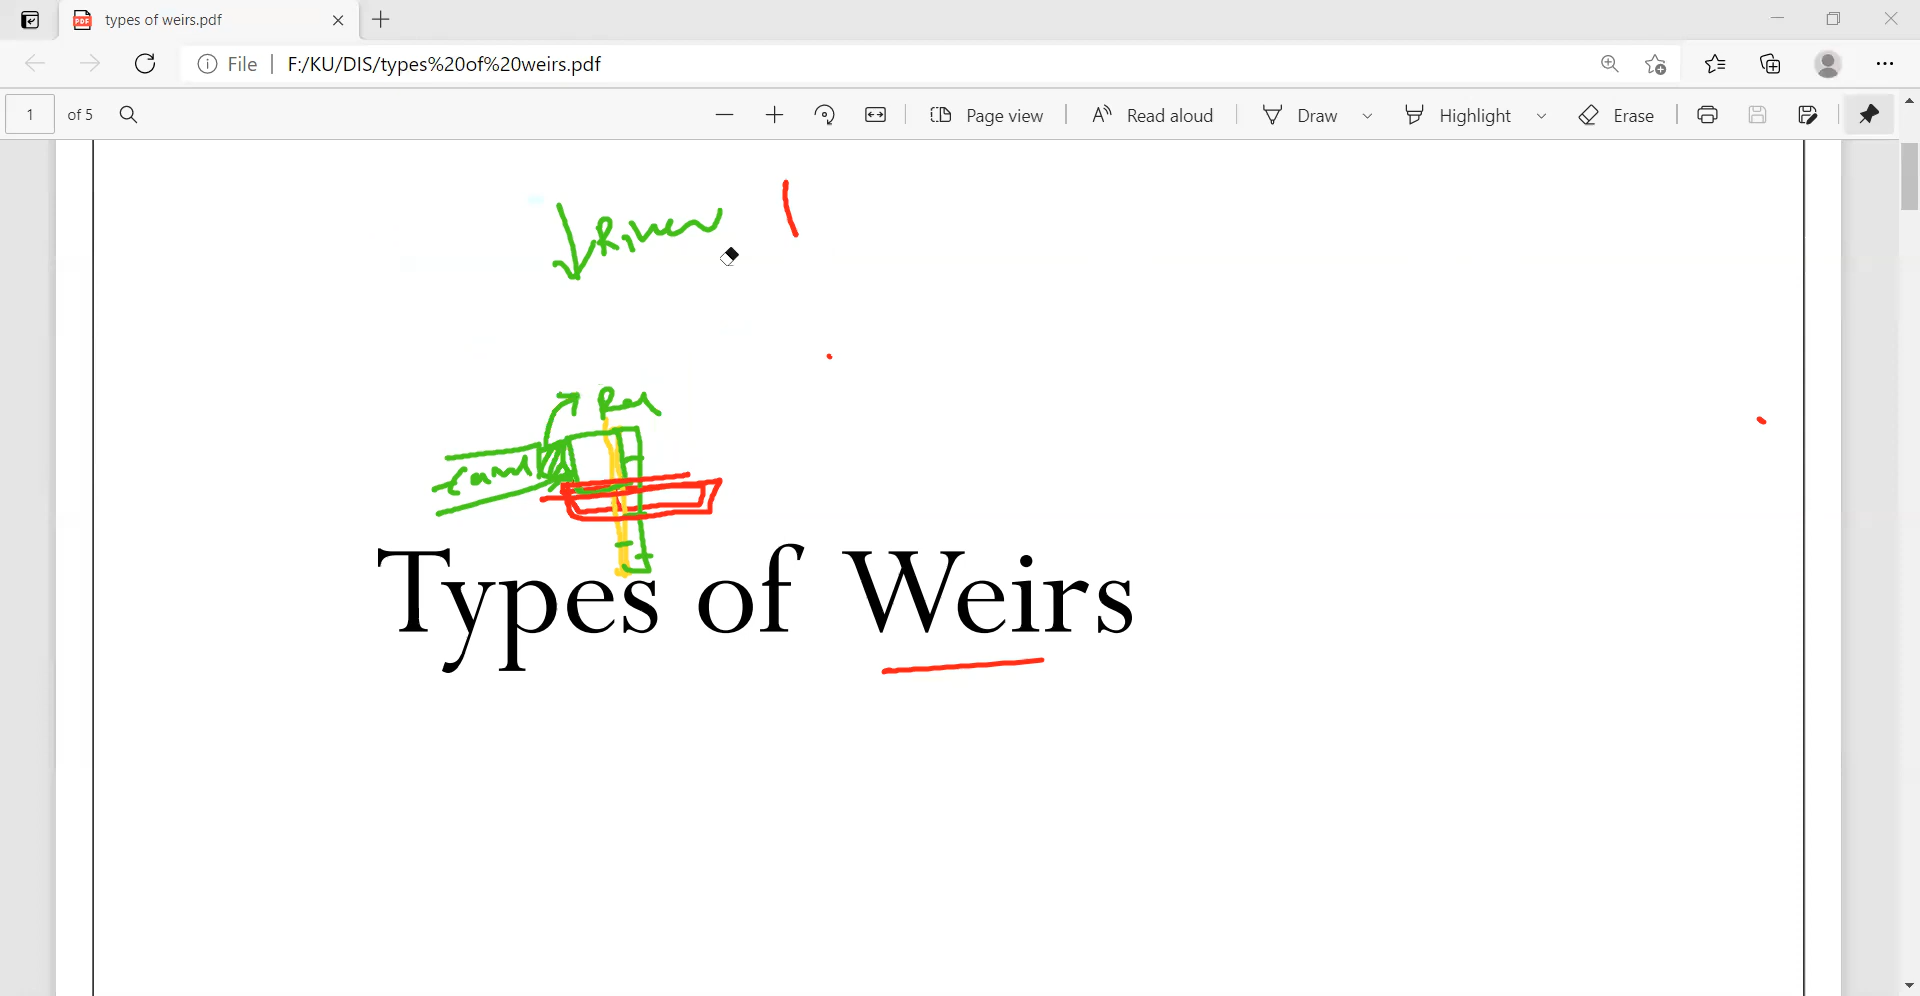 types of weirs.pdf
File F:/KU/DIS/types%20of%20weirs.pdf
1 of 5 Page view Read aloud Draw Highlight Erase
River
Canal
Types of Weirs